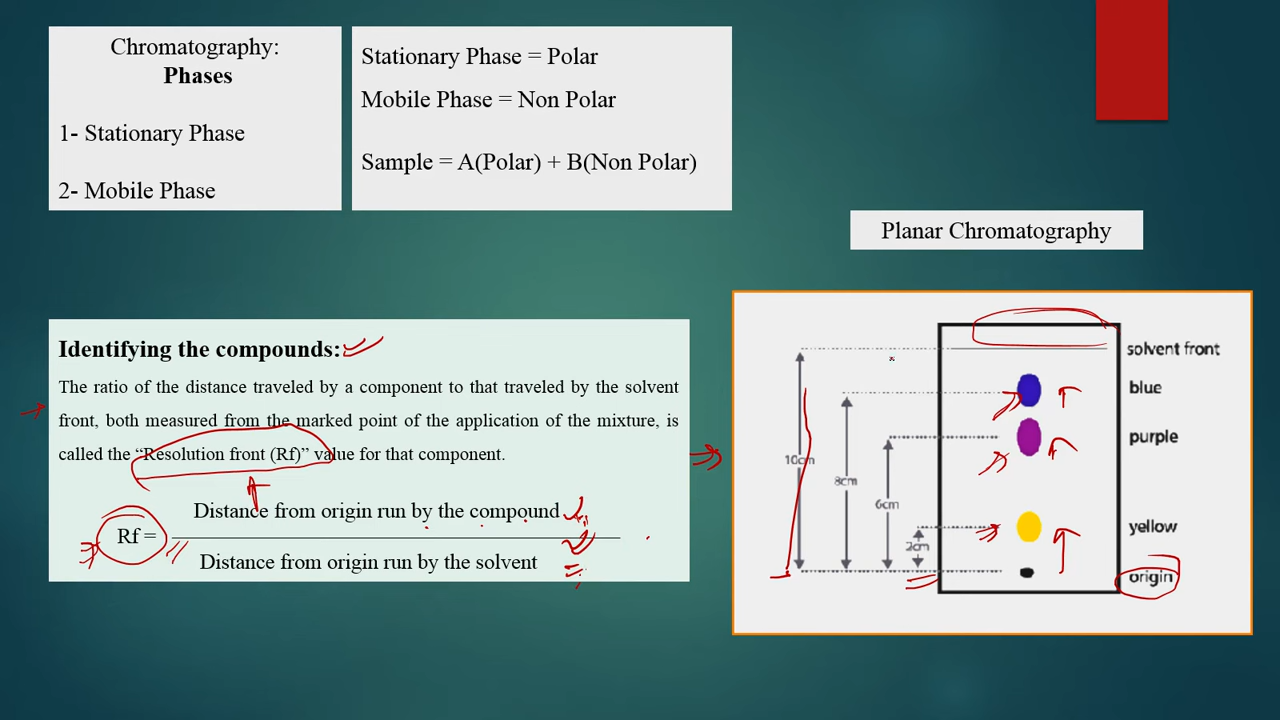 Chromatography:
Phases
1- Stationary Phase
2- Mobile Phase
Stationary Phase = Polar
Mobile Phase = Non Polar
Sample = A(Polar) + B(Non Polar)
Planar Chromatography
Identifying the compounds:
The ratio of the distance traveled by a component to that traveled by the solvent
front, both measured from the marked point of the application of the mixture, is
called the “Resolution front (Rf)” value for that component.
Distance from origin run by the compound
Rf =
Distance from origin run by the solvent
solvent front
blue
purple
10cm
8cm
6cm
yellow
2cm
origin